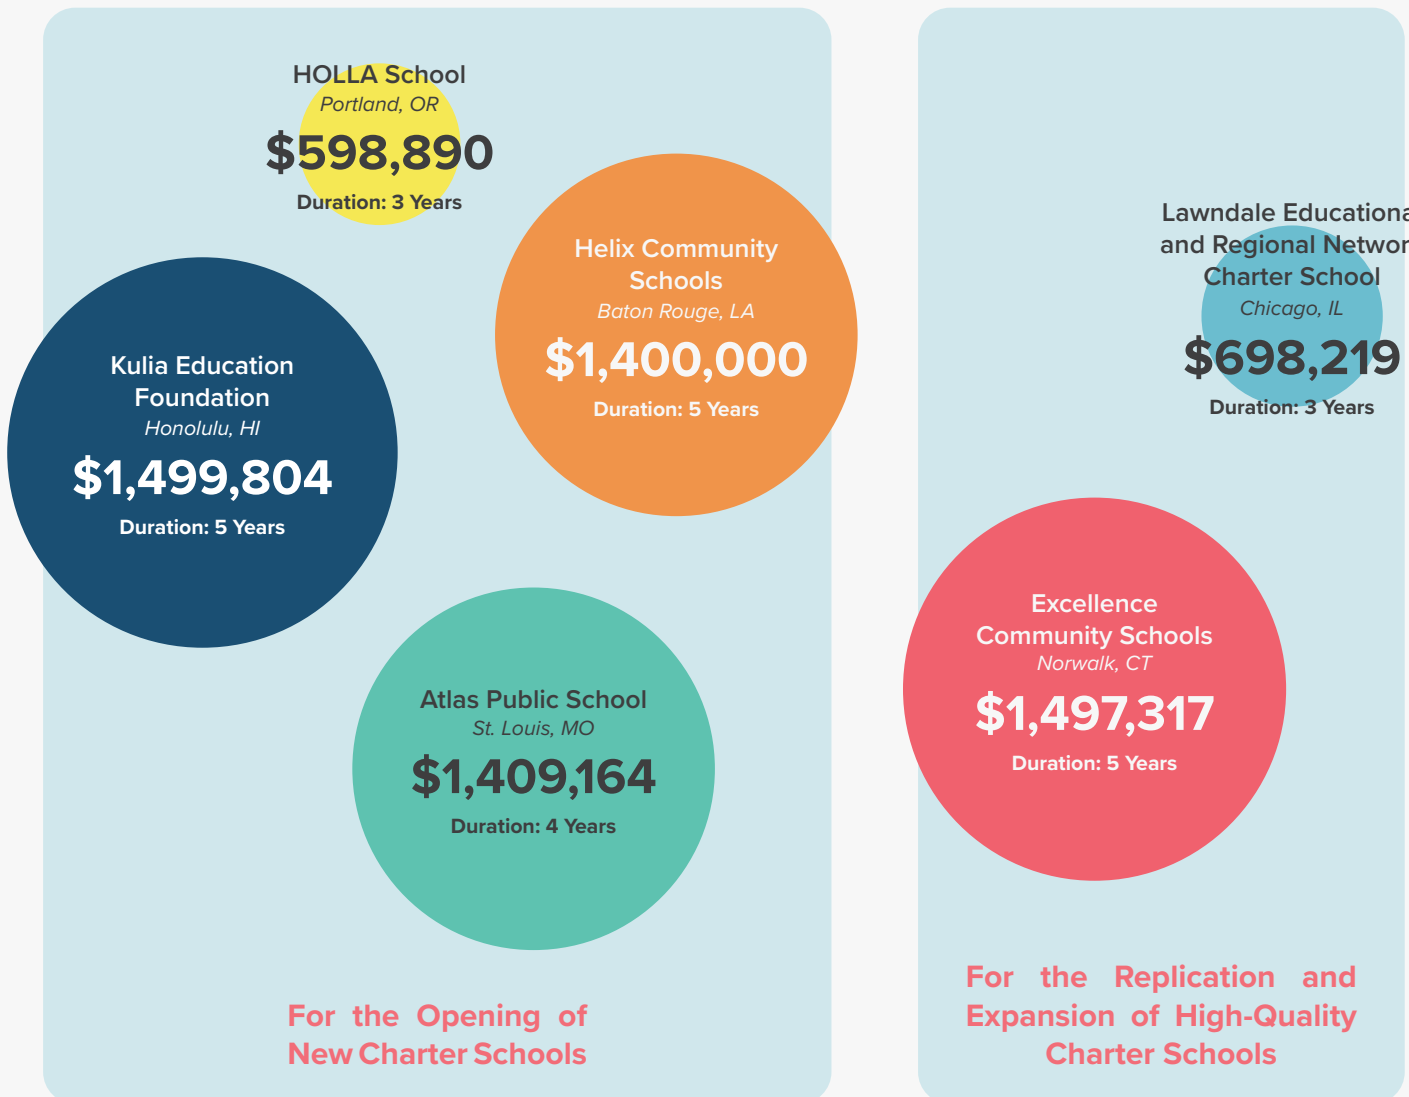 HOLLA School
Portland, OR
$598,890
Duration: 3 Years
Helix Community
Schools
Baton Rouge, LA
$1,400,000
Duration: 5 Years
Kulia Education
Foundation
Honolulu, HI
$1,499,804
Duration: 5 Years
Atlas Public School
St. Louis, MO
$1,409,164
Duration: 4 Years
For the Opening of
New Charter Schools
Lawndale
and Regional
Charter School
Chicago, IL
$698,219
Duration: 3 Years
Excellence
Community Schools
Norwalk, CT
$1,497,317
Duration: 5 Years
For the Replication and
Expansion of High-Quality
Charter Schools